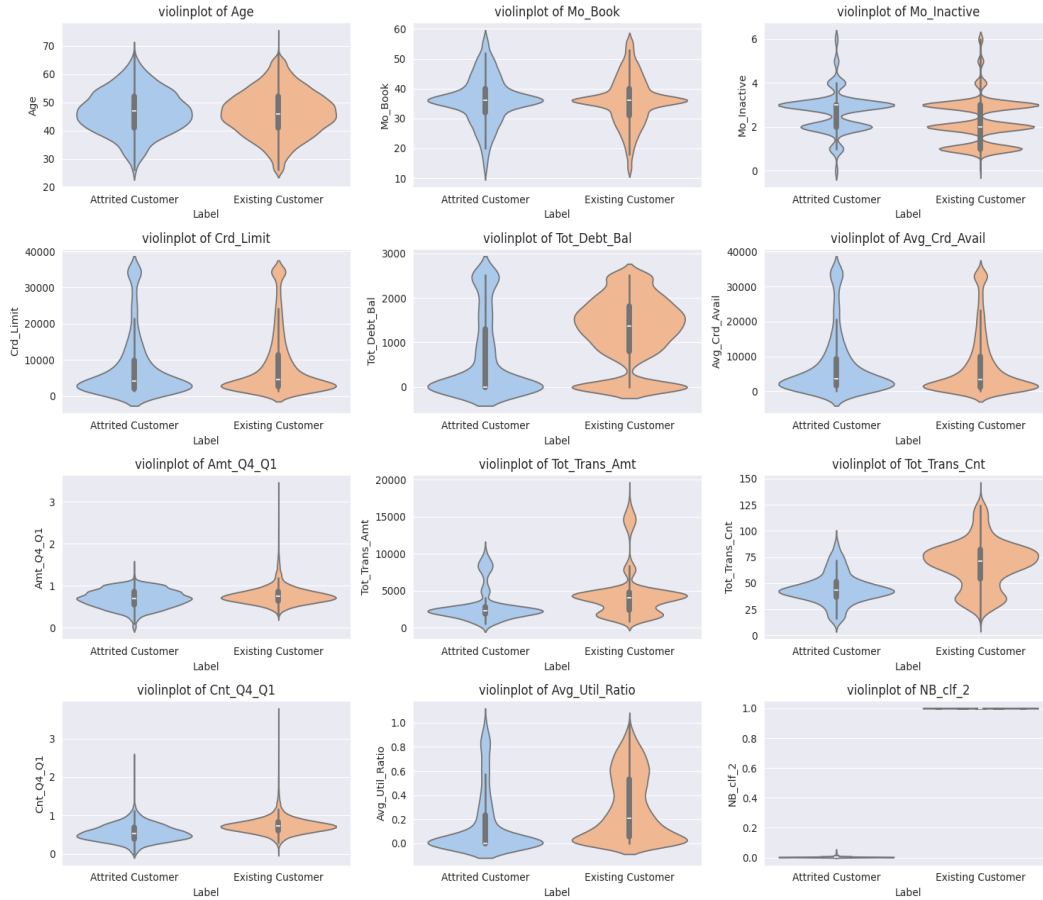 violinplot of Age
70
60
50
40
30
20
Age
Attrited Customer
Existing Customer
Label
violinplot of Mo_Book
60
50
40
30
20
10
Mo_Book
Attrited Customer
Existing Customer
Label
violinplot of Mo_Inactive
6
4
2
0
Mo_Inactive
Attrited Customer
Existing Customer
Label
violinplot of Crd_Limit
40000
30000
20000
10000
0
Crd_Limit
Attrited Customer
Existing Customer
Label
violinplot of Tot_Debt_Bal
3000
2000
1000
0
Tot_Debt_Bal
Attrited Customer
Existing Customer
Label
violinplot of Avg_Crd_Avail
40000
30000
20000
10000
0
Avg_Crd_Avail
Attrited Customer
Existing Customer
Label
violinplot of Amt_Q4_Q1
3
2
1
0
Amt_Q4_Q1
Attrited Customer
Existing Customer
Label
violinplot of Tot_Trans_Amt
20000
15000
10000
5000
0
Tot_Trans_Amt
Attrited Customer
Existing Customer
Label
violinplot of Tot_Trans_Cnt
150
125
100
75
50
25
0
Tot_Trans_Cnt
Attrited Customer
Existing Customer
Label
violinplot of Cnt_Q4_Q1
3
2
1
0
Cnt_Q4_Q1
Attrited Customer
Existing Customer
Label
violinplot of Avg_Util_Ratio
1.0
0.8
0.6
0.4
0.2
0.0
Avg_Util_Ratio
Attrited Customer
Existing Customer
Label
violinplot of NB_clf_2
1.0
0.8
0.6
0.4
0.2
0.0
NB_clf_2
Attrited Customer
Existing Customer
Label